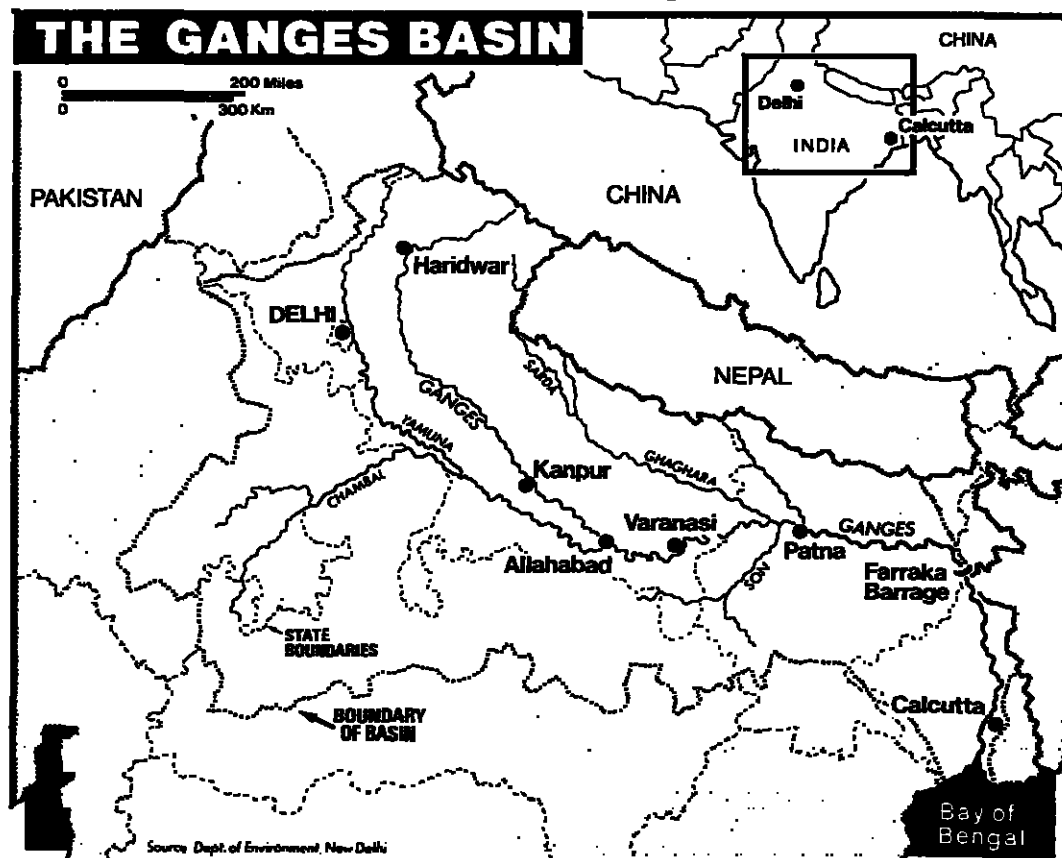 THE GANGES BASIN
0 200 Miles
0 300 Km
CHINA
Delhi
Calcutta
INDIA
PAKISTAN
CHINA
Haridwar
DELHI
NEPAL
SARDA
GANGES
YAMUNA
GHAGHARA
Kanpur
CHAMBAL
Varanasi
GANGES
Allahabad
Patna
SON
Farraka
Barrage
STATE
BOUNDARIES
BOUNDARY
OF BASIN
Calcutta
Bay of
Bengal
Source Dept. of Environment, New Delhi